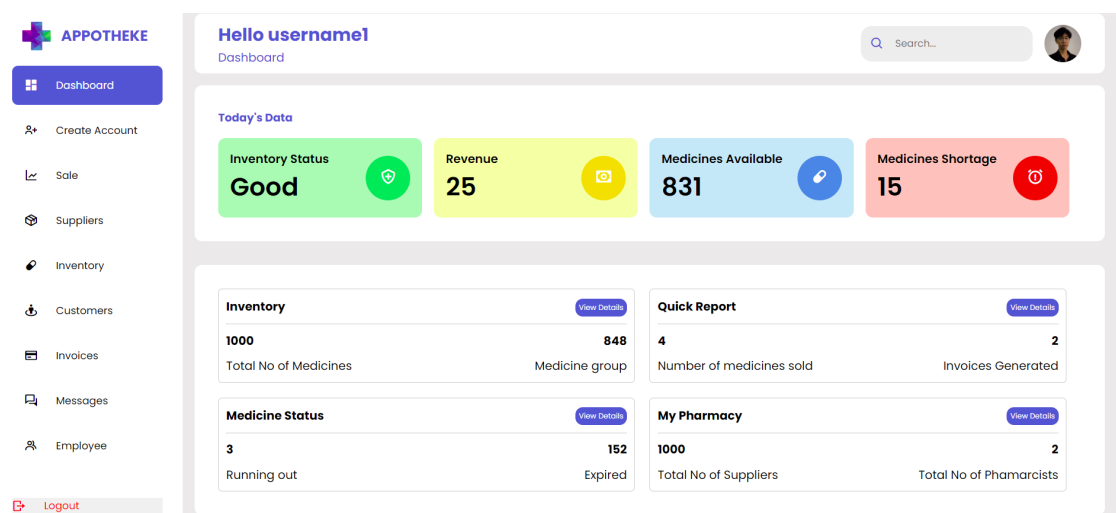 APPOTHEKE
Dashboard
Create Account
Sale
Suppliers
Inventory
Customers
Invoices
Messages
Employee
Logout
Hello username1
Dashboard
Search...
Today's Data
Inventory Status
Good
Revenue
25
Medicines Available
831
Medicines Shortage
15
Inventory View Details
1000 848
Total No of Medicines Medicine group
Quick Report View Details
4 2
Number of medicines sold Invoices Generated
Medicine Status View Details
3 152
Running out Expired
My Pharmacy View Details
1000 2
Total No of Suppliers Total No of Phamarcists